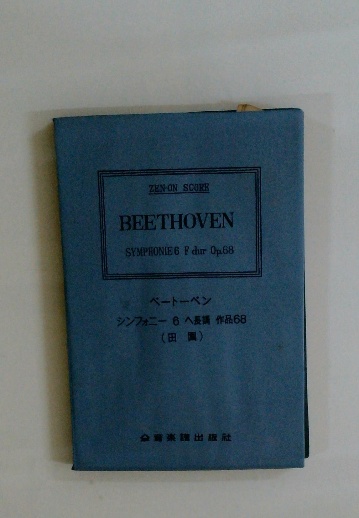 ZEN-ON SCORE
BEETHOVEN
SYMPHONIE 6 F dur Op.68
ベートーベン
シンフォニー 6 ヘ長調 作品68
(田園)
全音楽譜出版社